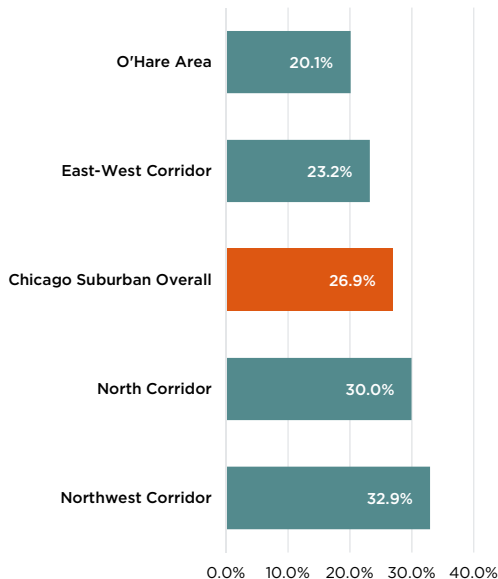 O'Hare Area
20.1%
East-West Corridor
23.2%
Chicago Suburban Overall
26.9%
North Corridor
30.0%
Northwest Corridor
32.9%
0.0% 10.0% 20.0% 30.0% 40.0%